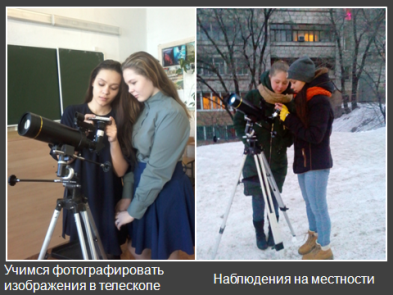 Учимся фотографировать
изображения в телескопе
Наблюдения на местности